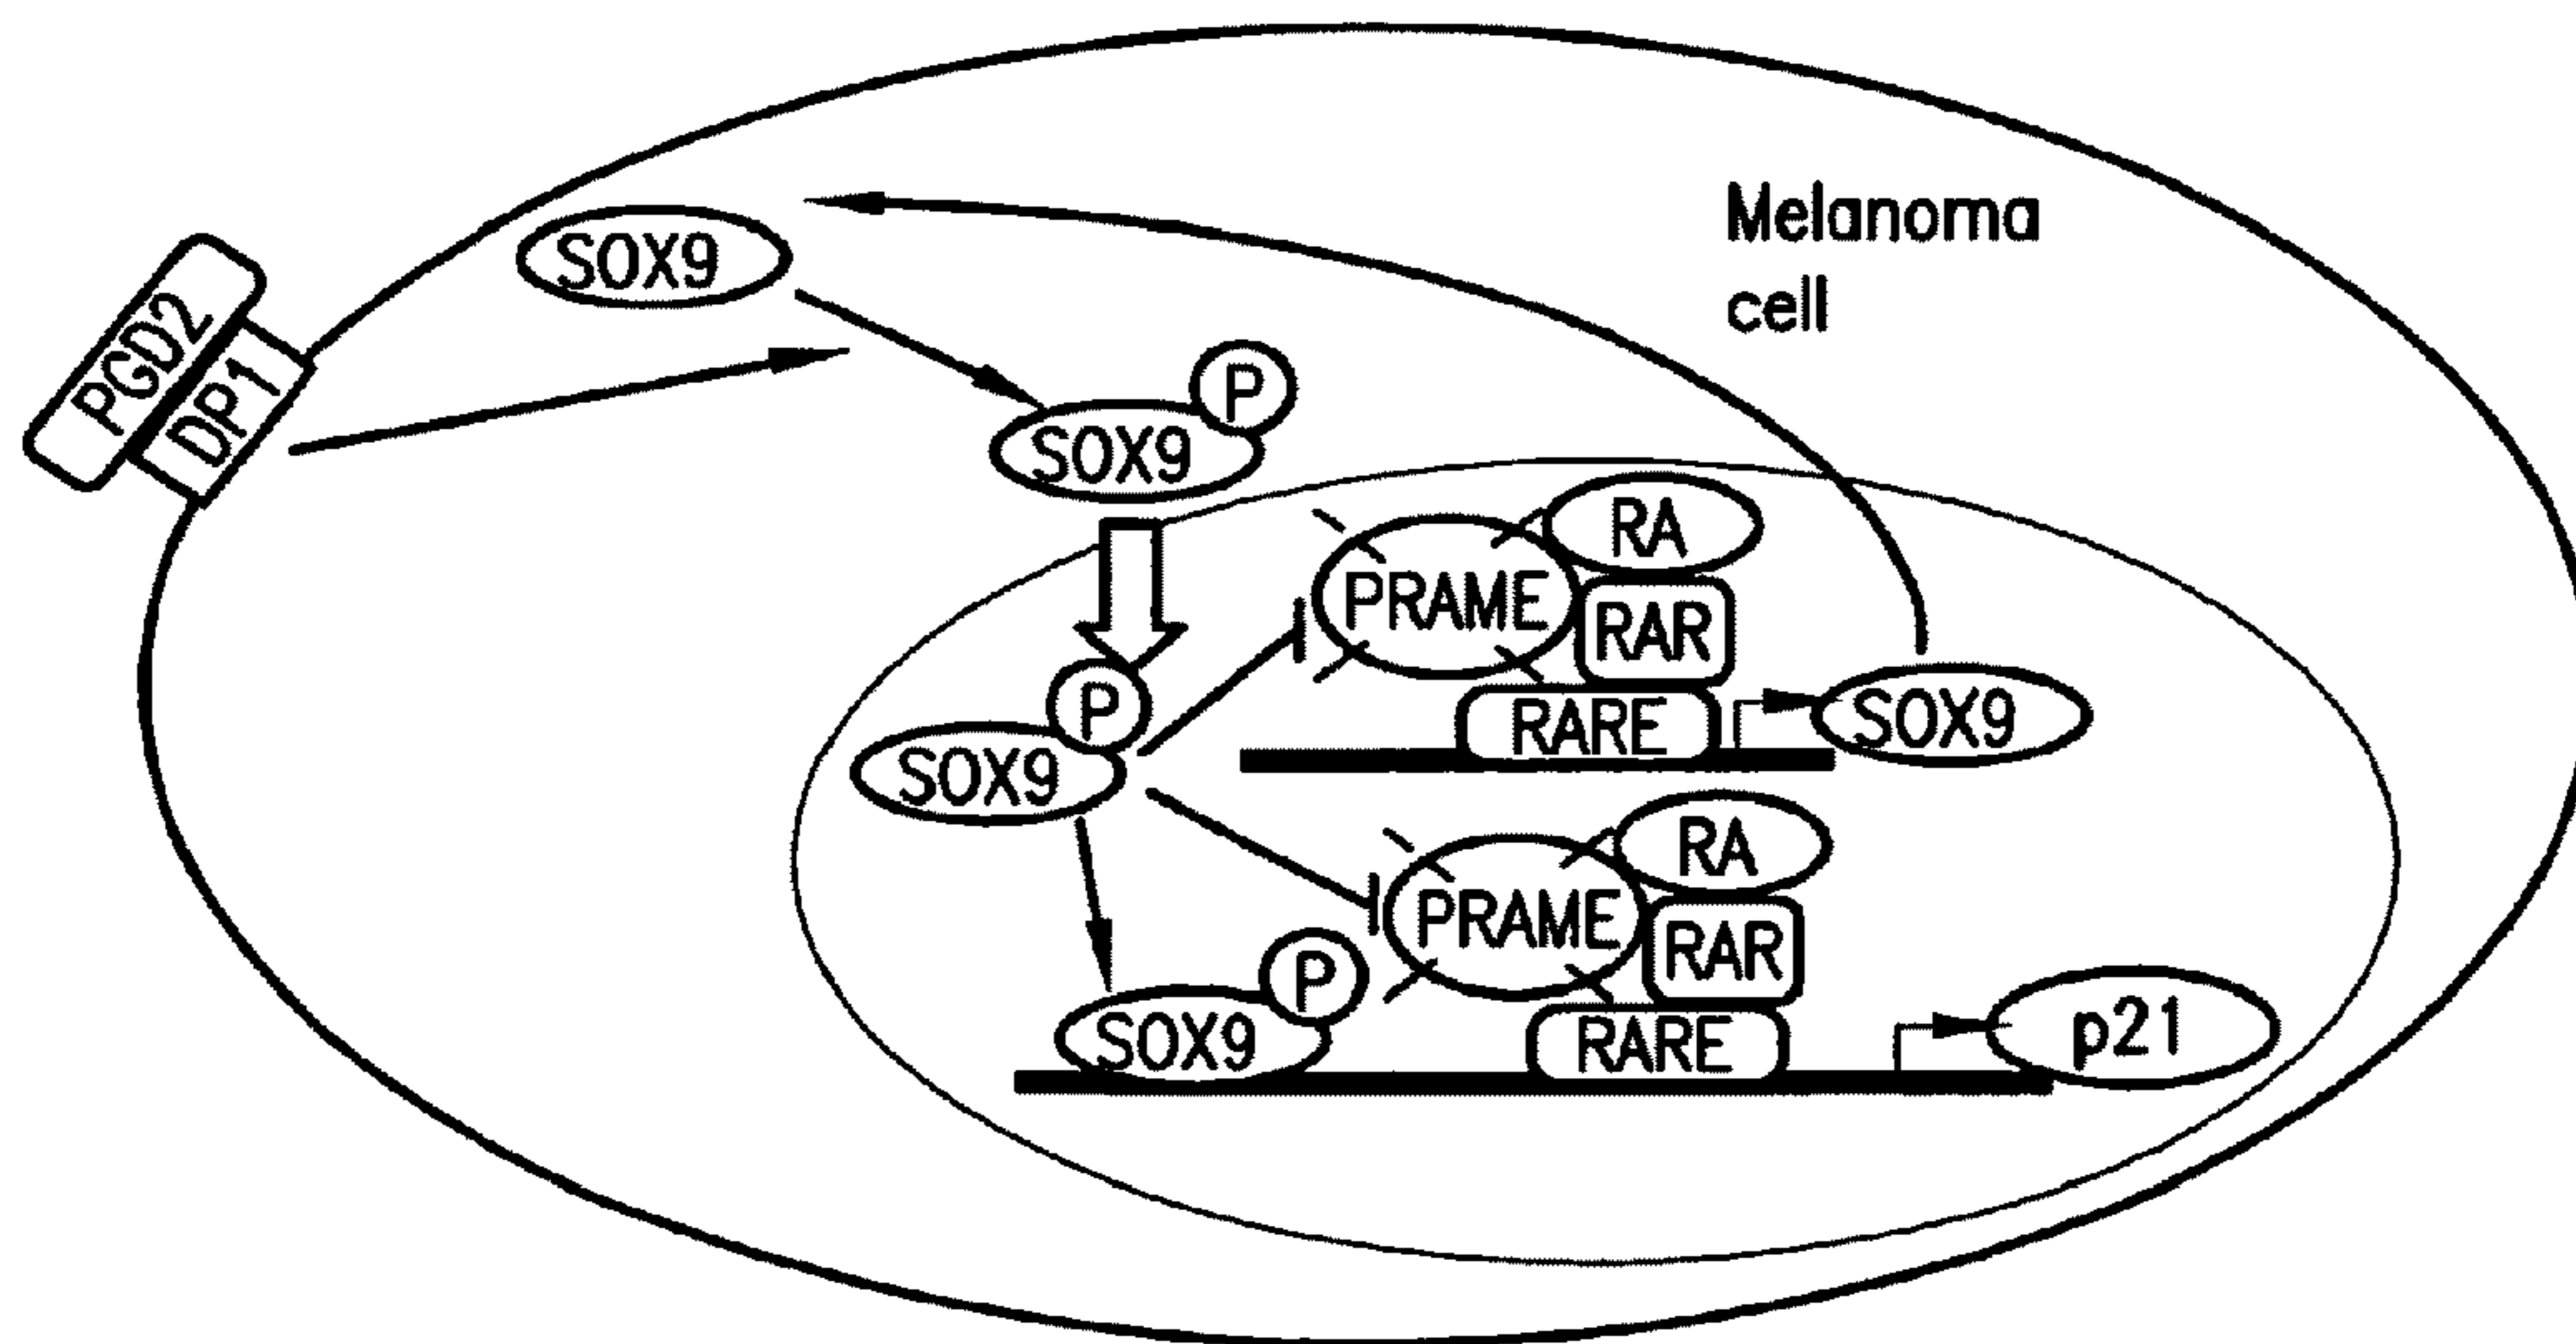 Melanoma
cell
SOX9
PGD2
DP1
P
SOX9
RA
PRAME
RAR
P
RARE
SOX9
SOX9
RA
PRAME
RAR
P
SOX9
RARE
p21